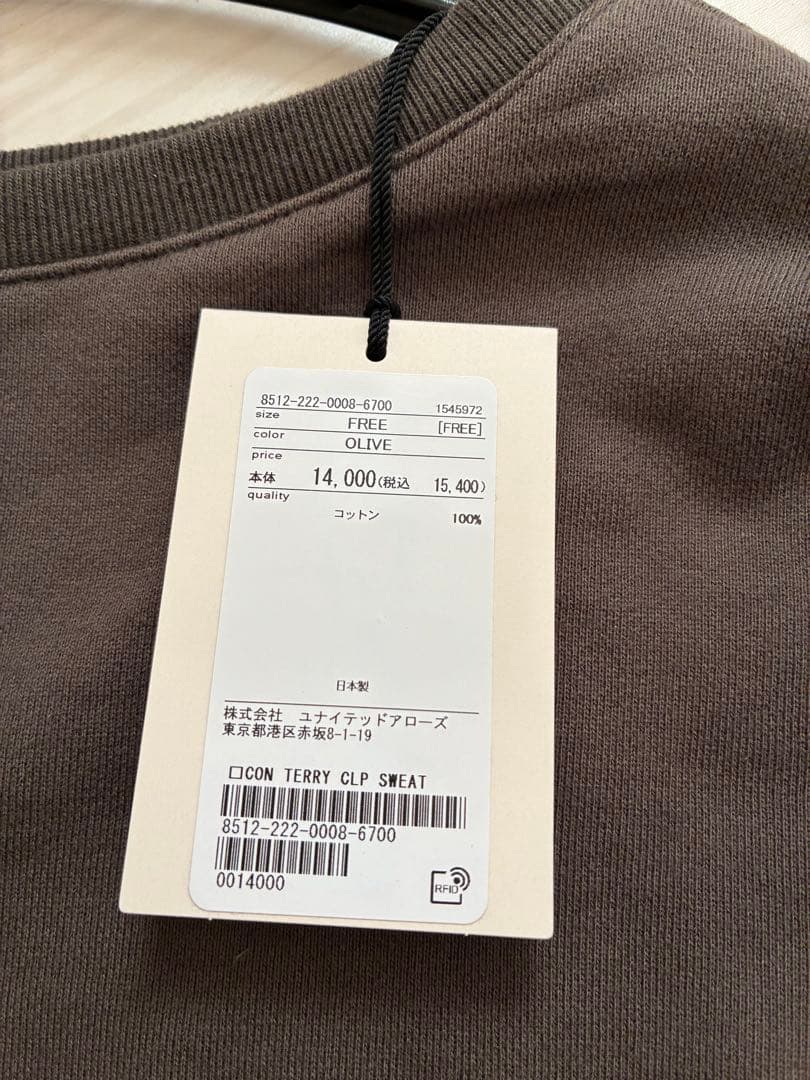 8512-222-0008-6700 1545972
size FREE [FREE]
color OLIVE
price
本体 14,000(税込 15,400)
quality
コットン 100%
日本製
株式会社 ユナイテッドアローズ
東京都港区赤坂8-1-19
□CON TERRY CLP SWEAT
8512-222-0008-6700
0014000
RFID